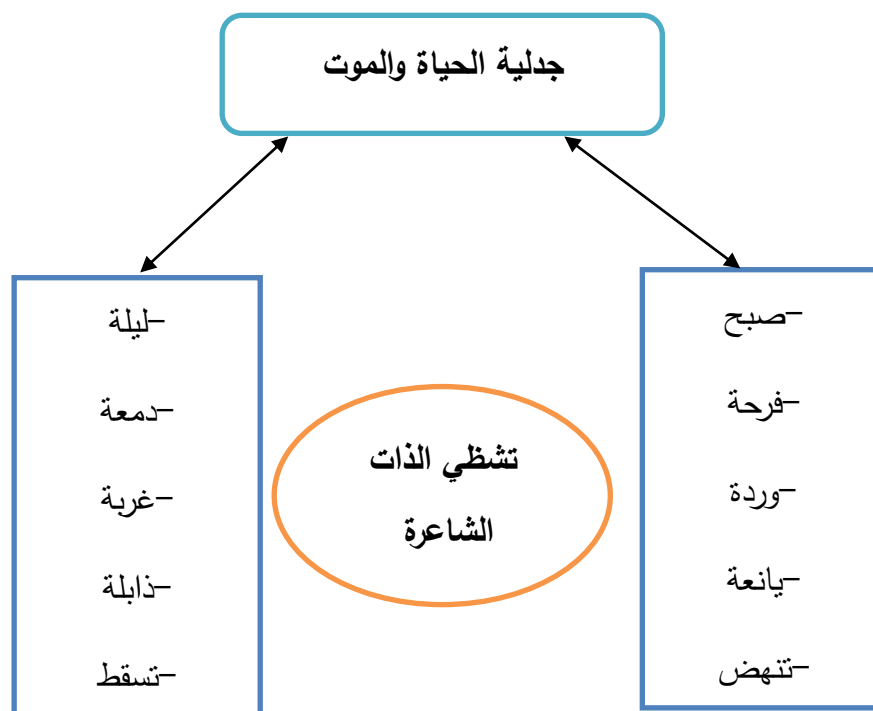 جدلية الحياة والموت
–صبح
–فرحة
–وردة
–يانعة
–تنهض
تشظي الذات
الشاعرة
–ليلة
–دمعة
–غربة
–ذابلة
–تسقط